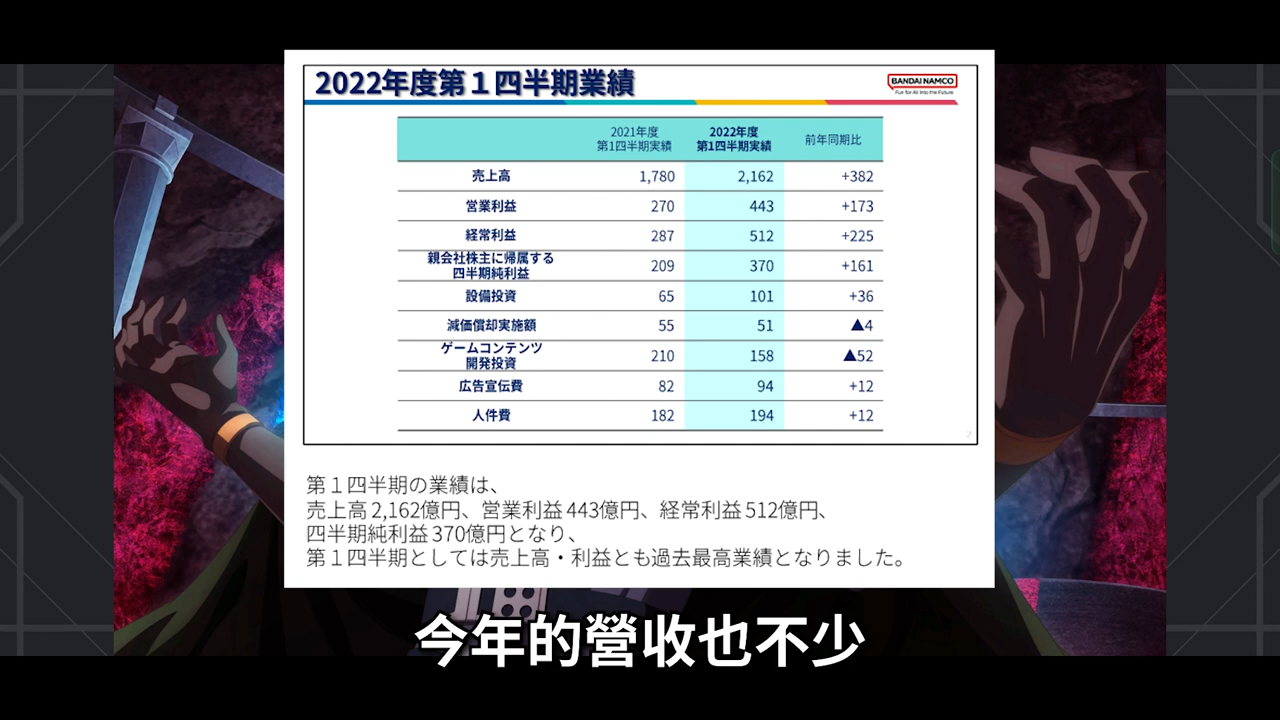 2022年度第１四半期業績
BANDAI NAMCO
Fun for All into the Future
2021年度
第1四半期実績
2022年度
第1四半期実績
前年同期比
売上高 1,780 2,162 +382
営業利益 270 443 +173
経常利益 287 512 +225
親会社株主に帰属する
四半期純利益 209 370 +161
設備投資 65 101 +36
減価償却実施額 55 51 ▲4
ゲームコンテンツ
開発投資 210 158 ▲52
広告宣伝費 82 94 +12
人件費 182 194 +12
2
第１四半期の業績は、
売上高 2,162億円、営業利益 443億円、経常利益 512億円、
四半期純利益 370億円となり、
第１四半期としては売上高・利益とも過去最高業績となりました。
今年的營收也不少